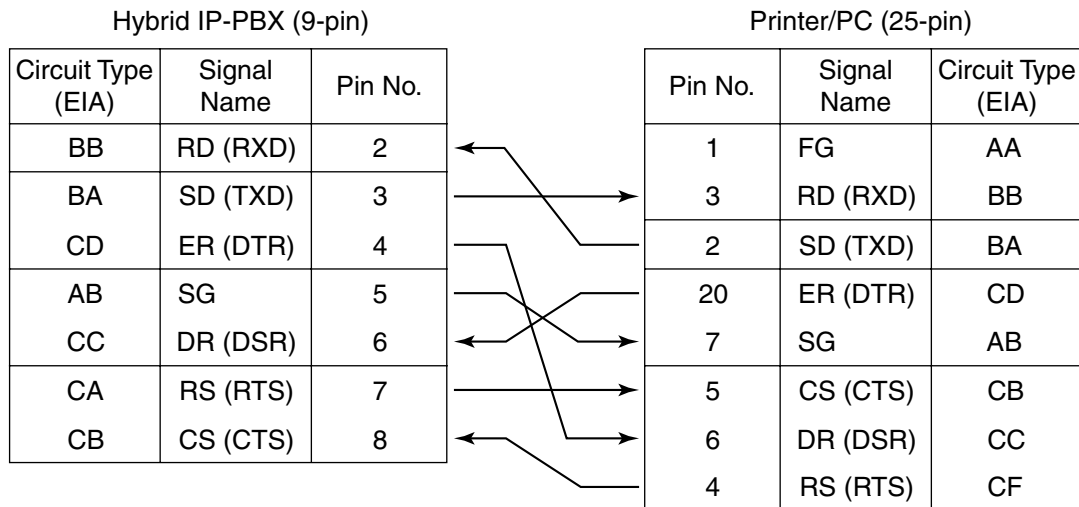 Hybrid IP-PBX (9-pin)
Circuit Type (EIA) Signal Name Pin No.
BB RD (RXD) 2
BA SD (TXD) 3
CD ER (DTR) 4
AB SG 5
CC DR (DSR) 6
CA RS (RTS) 7
CB CS (CTS) 8
Printer/PC (25-pin)
Pin No. Signal Name Circuit Type (EIA)
1 FG AA
3 RD (RXD) BB
2 SD (TXD) BA
20 ER (DTR) CD
7 SG AB
5 CS (CTS) CB
6 DR (DSR) CC
4 RS (RTS) CF